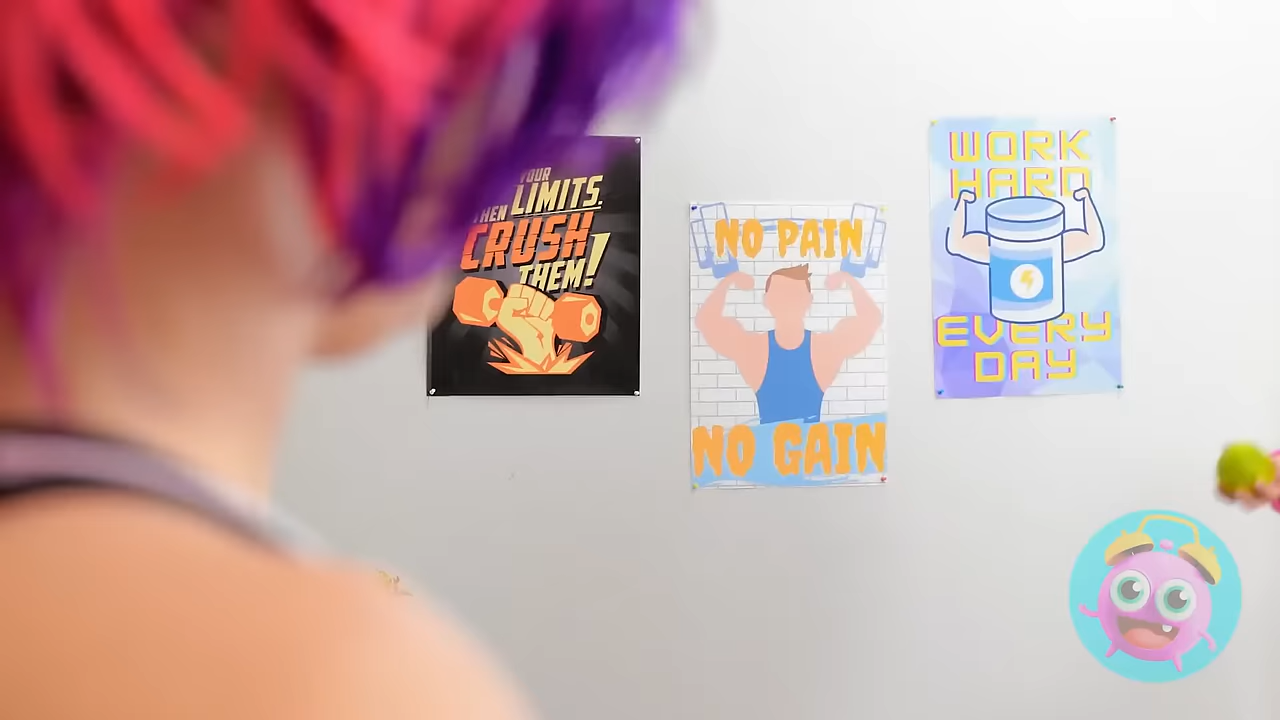 YOUR
LIMITS.
THEN
CRUSH
THEM!
NO PAIN
NO GAIN
WORK
HARD
EVERY
DAY